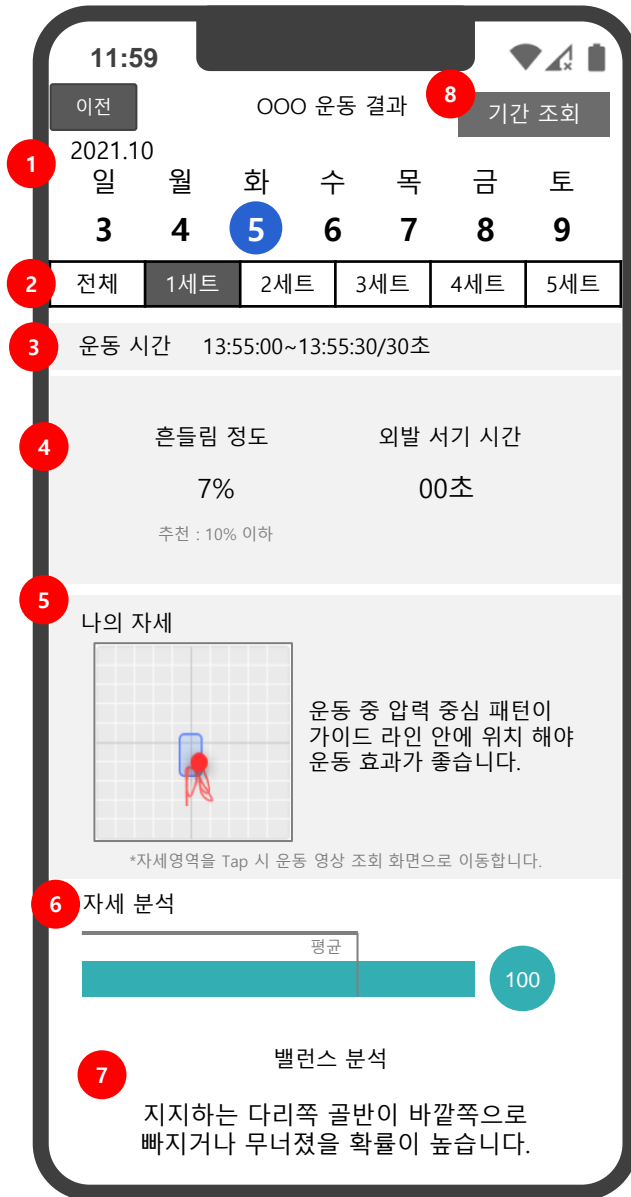 11:59
이전
OOO 운동 결과
8
기간 조회
1
2021.10
일 월 화 수 목 금 토
3 4 5 6 7 8 9
2
전체 1세트 2세트 3세트 4세트 5세트
3
운동 시간 13:55:00~13:55:30/30초
4
흔들림 정도 외발 서기 시간
7% 00초
추천 : 10% 이하
5
나의 자세
운동 중 압력 중심 패턴이
가이드 라인 안에 위치 해야
운동 효과가 좋습니다.
*자세영역을 Tap 시 운동 영상 조회 화면으로 이동합니다.
6
자세 분석
평균
100
7
밸런스 분석
지지하는 다리쪽 골반이 바깥쪽으로
빠지거나 무너졌을 확률이 높습니다.